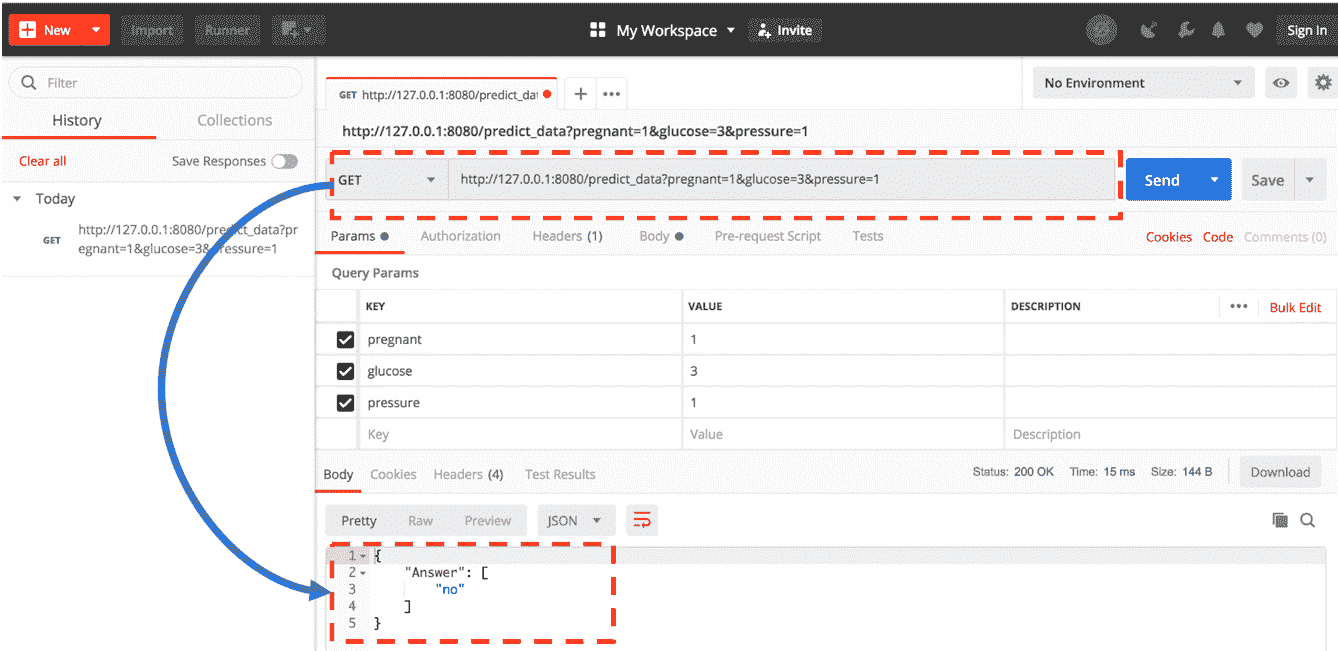 New Import Runner My Workspace Invite Sign In
Filter
History Collections
Clear all Save Responses
Today
GET http://127.0.0.1:8080/predict_data?pr
egnant=1&glucose=3&pressure=1
GET http://127.0.0.1:8080/predict_dat
No Environment
http://127.0.0.1:8080/predict_data?pregnant=1&glucose=3&pressure=1
GET http://127.0.0.1:8080/predict_data?pregnant=1&glucose=3&pressure=1 Send Save
Params Authorization Headers (1) Body Pre-request Script Tests Cookies Code Comments (0)
Query Params
KEY VALUE DESCRIPTION Bulk Edit
pregnant 1
glucose 3
pressure 1
Key Value Description
Body Cookies Headers (4) Test Results Status: 200 OK Time: 15 ms Size: 144 B Download
Pretty Raw Preview JSON
1 {
2 "Answer": [
3 "no"
4 ]
5 }